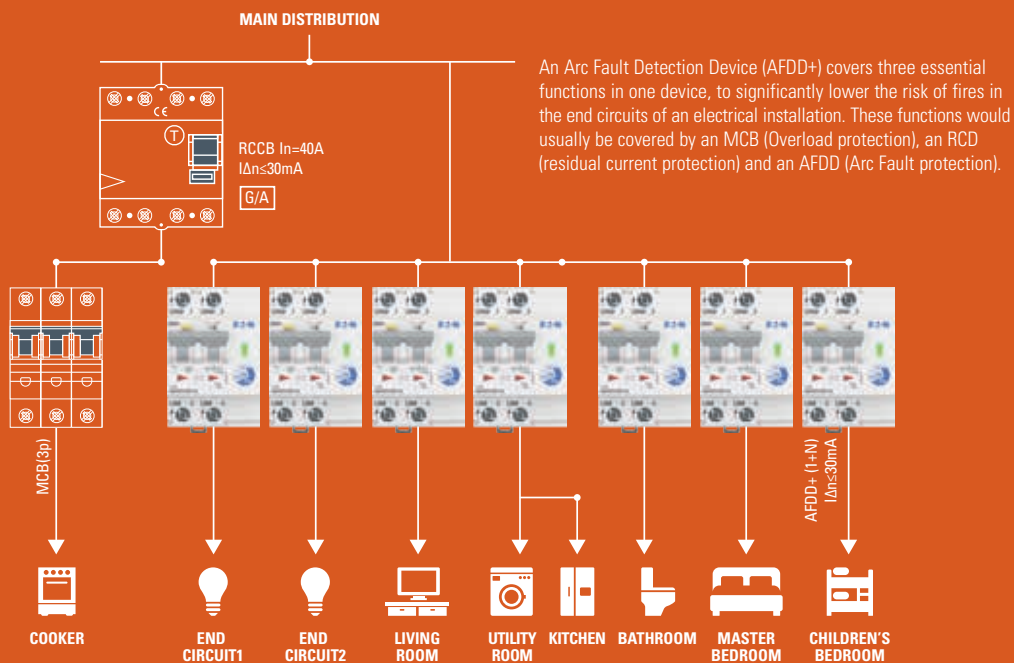 MAIN DISTRIBUTION
An Arc Fault Detection Device (AFDD+) covers three essential
functions in one device, to significantly lower the risk of fires in
the end circuits of an electrical installation. These functions would
usually be covered by an MCB (Overload protection), an RCD
(residual current protection) and an AFDD (Arc Fault protection).
CE
T
RCCB In=40A
IΔn≤30mA
G/A
MCB(3p)
AFDD+ (1+N)
IΔn≤30mA
COOKER
END
CIRCUIT1
END
CIRCUIT2
LIVING
ROOM
UTILITY
ROOM
KITCHEN
BATHROOM
MASTER
BEDROOM
CHILDREN'S
BEDROOM